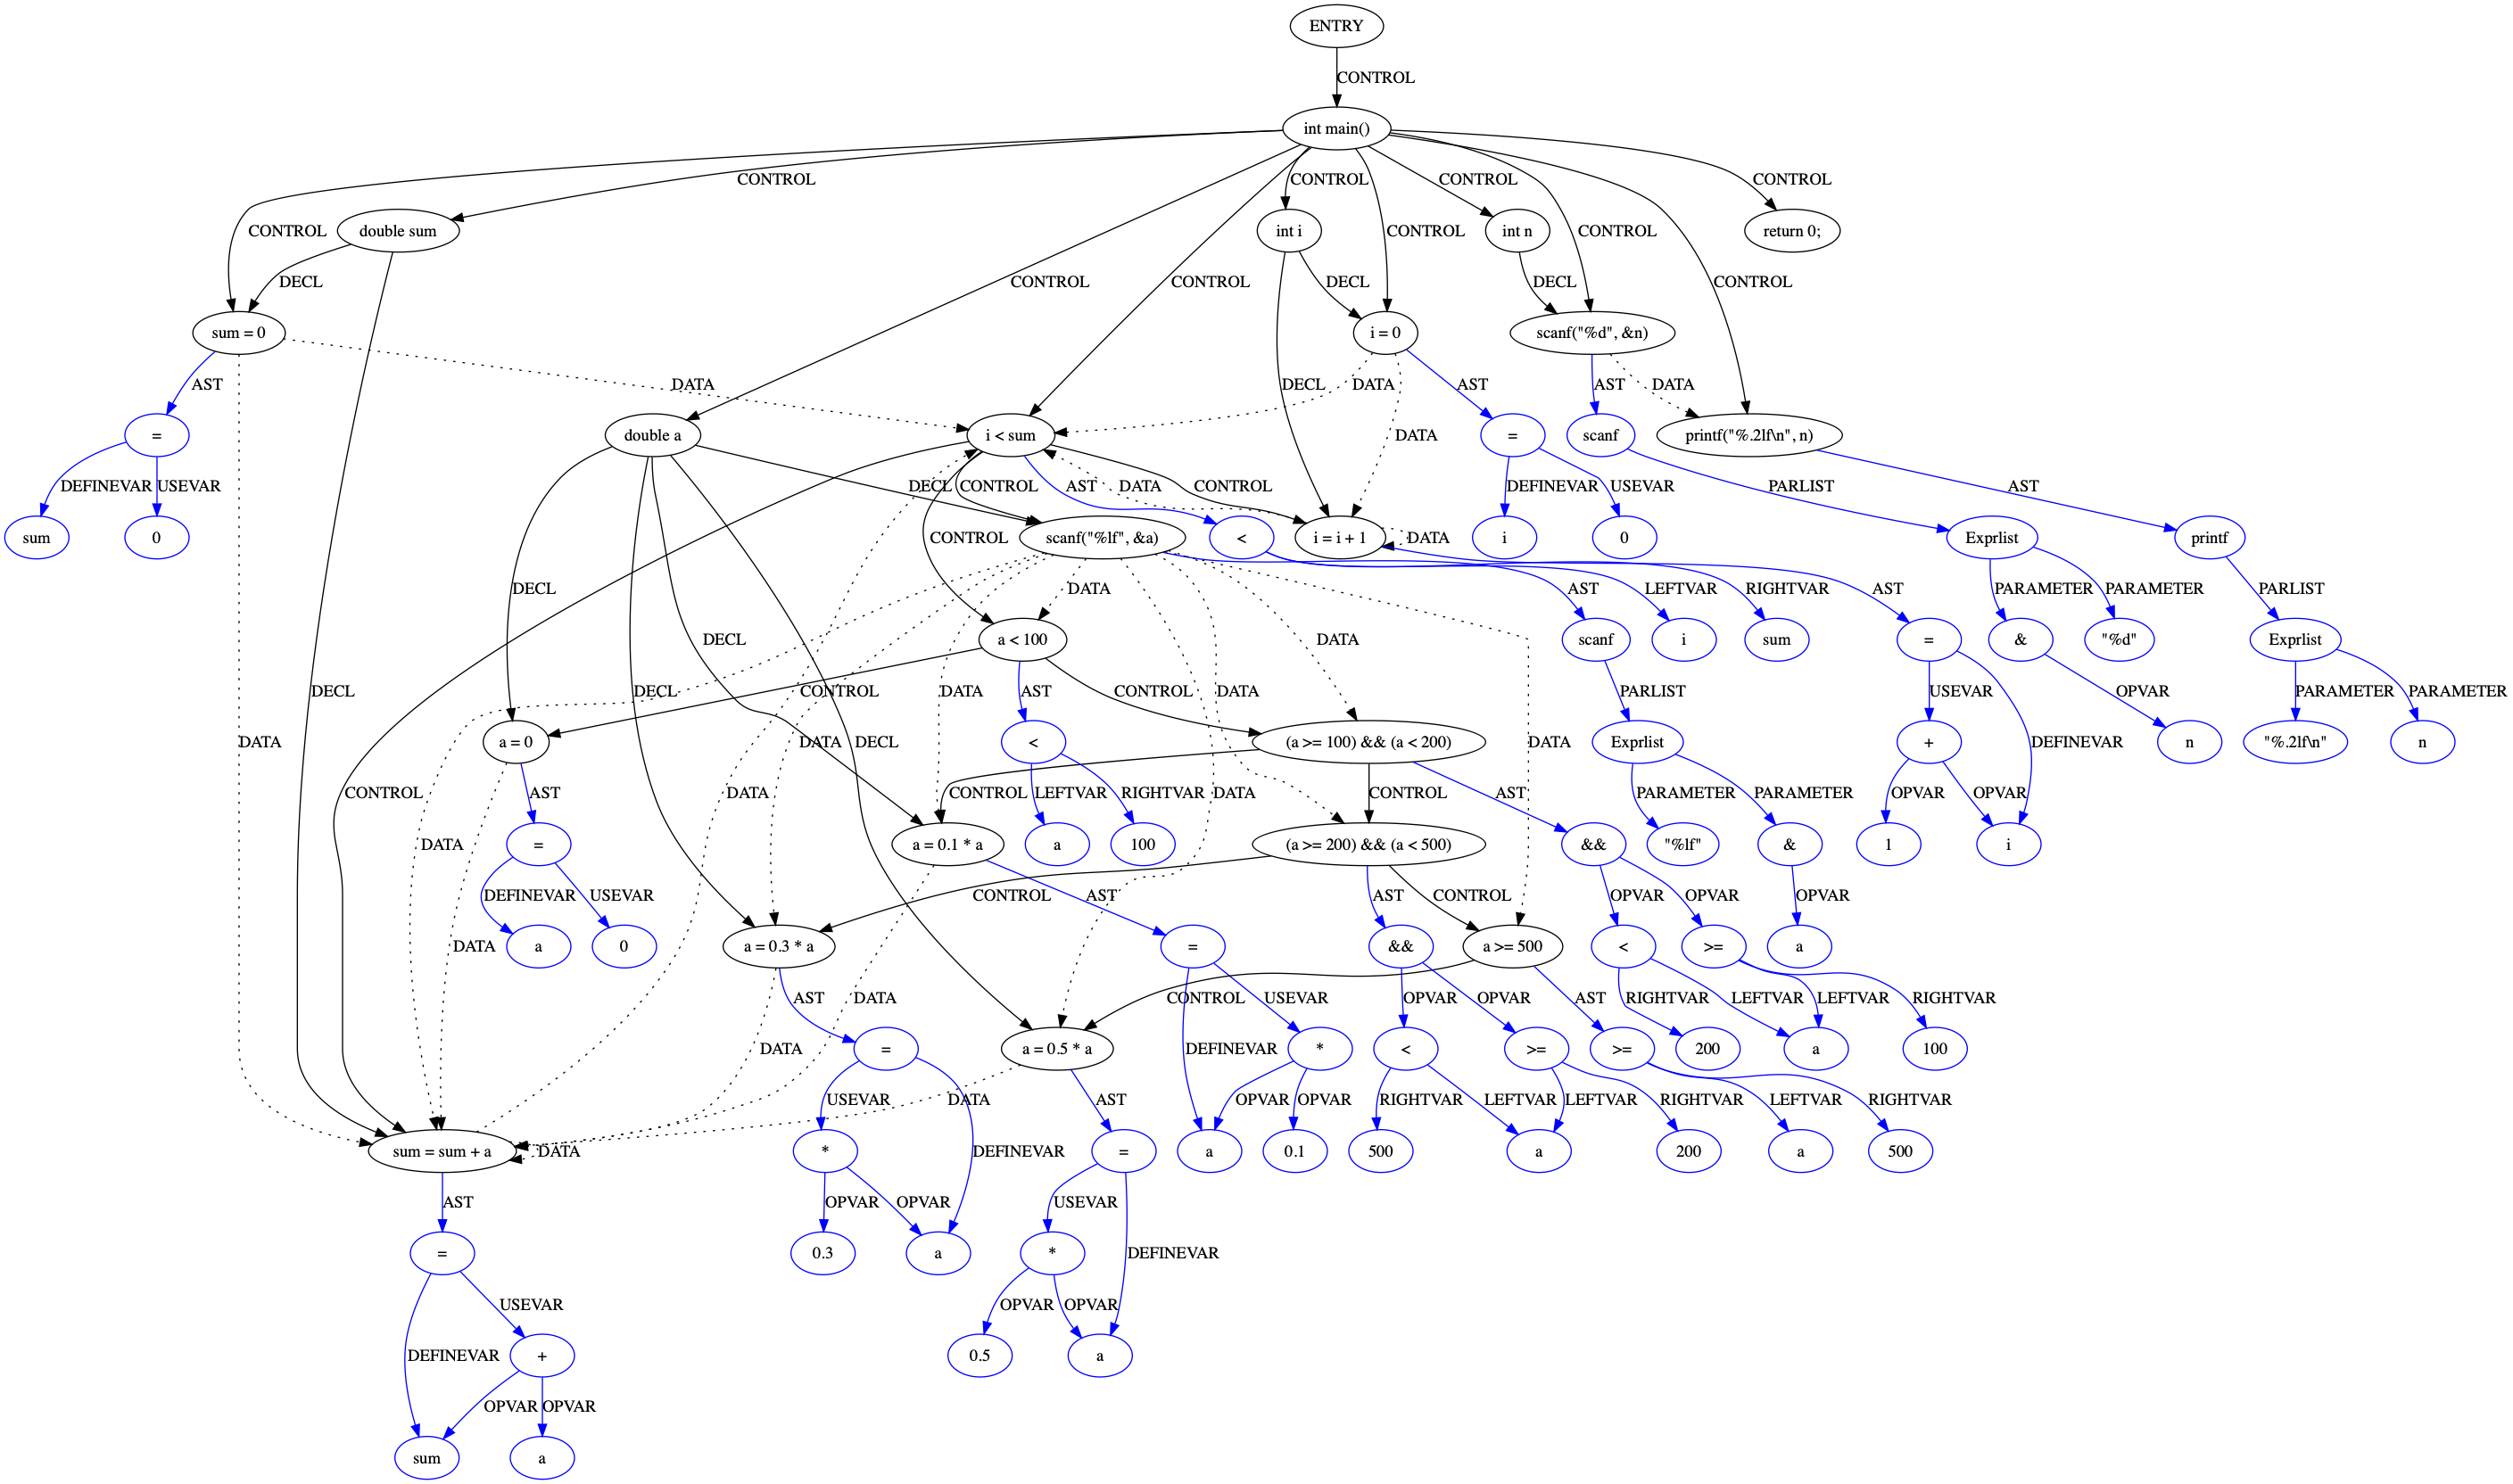 ENTRY
CONTROL
int main()
CONTROL
CONTROL
CONTROL
CONTROL
CONTROL
double sum
int i
int n
return 0;
CONTROL
CONTROL
CONTROL
CONTROL
CONTROL
DECL
DECL
DECL
CONTROL
sum = 0
i = 0
scanf("%d", &n)
AST
DATA
DECL
DATA
AST
AST
DATA
=
double a
i < sum
=
scanf
printf("%.2lf\n", n)
DATA
DEFINEVAR
USEVAR
DECL
CONTROL
AST
DATA
CONTROL
DEFINEVAR
USEVAR
PARLIST
AST
sum
0
CONTROL
scanf("%lf", &a)
<
i = i + 1
DATA
i
0
Exprlist
printf
DECL
DECL
DATA
AST
LEFTVAR
RIGHTVAR
AST
PARAMETER
PARAMETER
PARLIST
a < 100
DATA
scanf
i
sum
=
&
"%d"
Exprlist
DECL
DECL
DATA
CONTROL
AST
CONTROL
DATA
PARLIST
USEVAR
OPVAR
PARAMETER
PARAMETER
DATA
DATA
DECL
DATA
a = 0
<
(a >= 100) && (a < 200)
Exprlist
+
DEFINEVAR
n
"%.2lf\n"
n
CONTROL
AST
DATA
CONTROL
LEFTVAR
RIGHTVAR
DATA
CONTROL
AST
PARAMETER
PARAMETER
OPVAR
OPVAR
DATA
=
a = 0.1 * a
a
100
(a >= 200) && (a < 500)
&&
"%lf"
&
1
i
DEFINEVAR
USEVAR
CONTROL
AST
AST
CONTROL
OPVAR
OPVAR
OPVAR
DATA
a
0
a = 0.3 * a
=
&&
a >= 500
<
>=
a
AST
DATA
CONTROL
USEVAR
OPVAR
OPVAR
AST
RIGHTVAR
LEFTVAR
LEFTVAR
RIGHTVAR
DATA
=
a = 0.5 * a
DEFINEVAR
*
<
>=
>=
200
a
100
USEVAR
DATA
AST
OPVAR
OPVAR
RIGHTVAR
LEFTVAR
LEFTVAR
RIGHTVAR
LEFTVAR
RIGHTVAR
sum = sum + a
DATA
*
DEFINEVAR
=
a
0.1
500
a
200
a
500
AST
OPVAR
OPVAR
USEVAR
=
0.3
a
*
DEFINEVAR
USEVAR
OPVAR
OPVAR
DEFINEVAR
+
0.5
a
OPVAR
OPVAR
sum
a